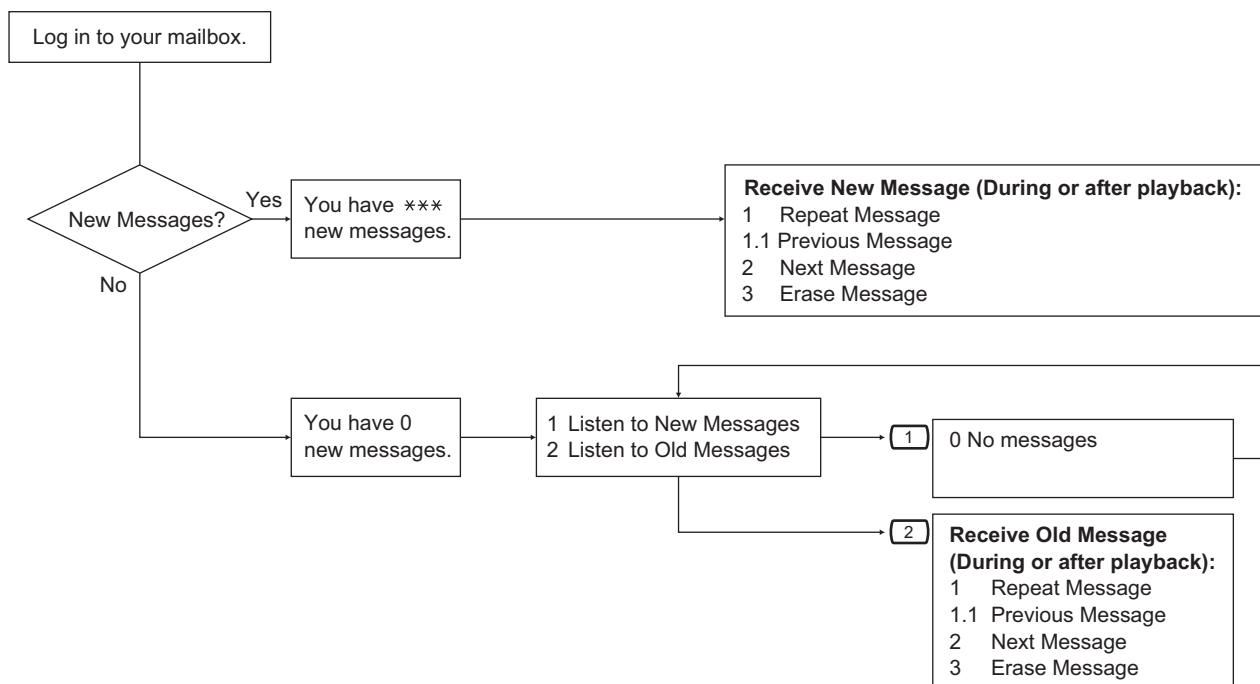 Log in to your mailbox.
New Messages?
Yes
No
You have ***
new messages.
Receive New Message (During or after playback):
1 Repeat Message
1.1 Previous Message
2 Next Message
3 Erase Message
You have 0
new messages.
1 Listen to New Messages
2 Listen to Old Messages
1
0 No messages
2
Receive Old Message
(During or after playback):
1 Repeat Message
1.1 Previous Message
2 Next Message
3 Erase Message